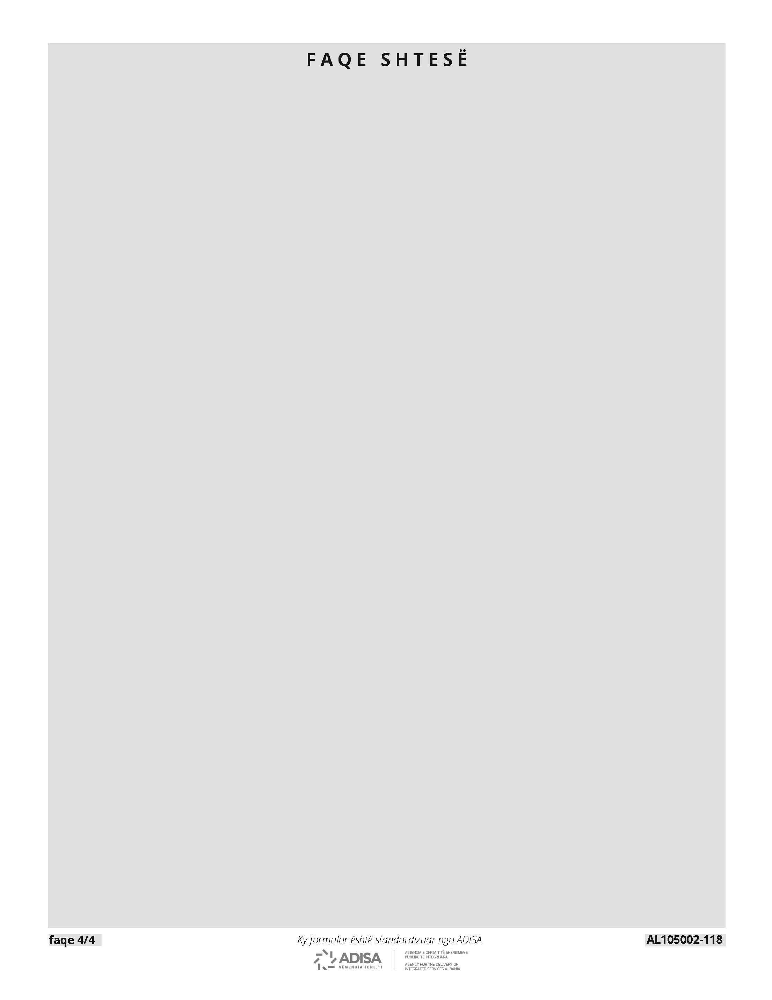 FAQE SHTESË
faqe 4/4
Ky formular është standardizuar nga ADISA
AL105002-118
ADISA
VËMENDJA JONË, TI
AGJENCIA E OFRIMIT TË SHËRBIMEVE
PUBLIKE TË INTEGRUARA
AGENCY FOR THE DELIVERY OF
INTEGRATED SERVICES ALBANIA